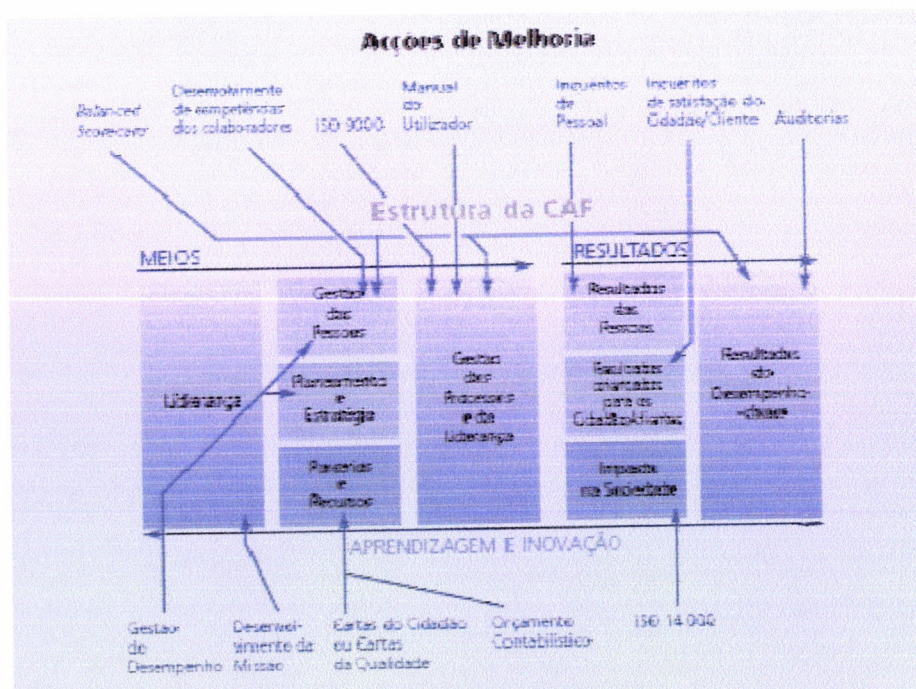 Acções de Melhoria
Balanced
Scorecard
Desenvolvimento
de competências
dos colaboradores
ISO 9000
Manual
do
Utilizador
Inquéritos
de
Pessoal
Inquéritos
de satisfação do
Cidadão/Cliente
Auditorias
Estrutura da CAF
MEIOS
RESULTADOS
Liderança
Gestão
das
Pessoas
Planeamento
e
Estratégia
Parcerias
e
Recursos
Gestão
dos
Processos
e da
Liderança
Resultados
das
Pessoas
Resultados
orientados
para os
Cidadão/Clientes
Impacto
na Sociedade
Resultados
do
Desempenho-
-chave
APRENDIZAGEM E INOVAÇÃO
Gestão
do
Desempenho
Desenvol-
vimento da
Missão
Cartas do Cidadão
ou Cartas
da Qualidade
Orçamento
Contabilístico
ISO 14 000